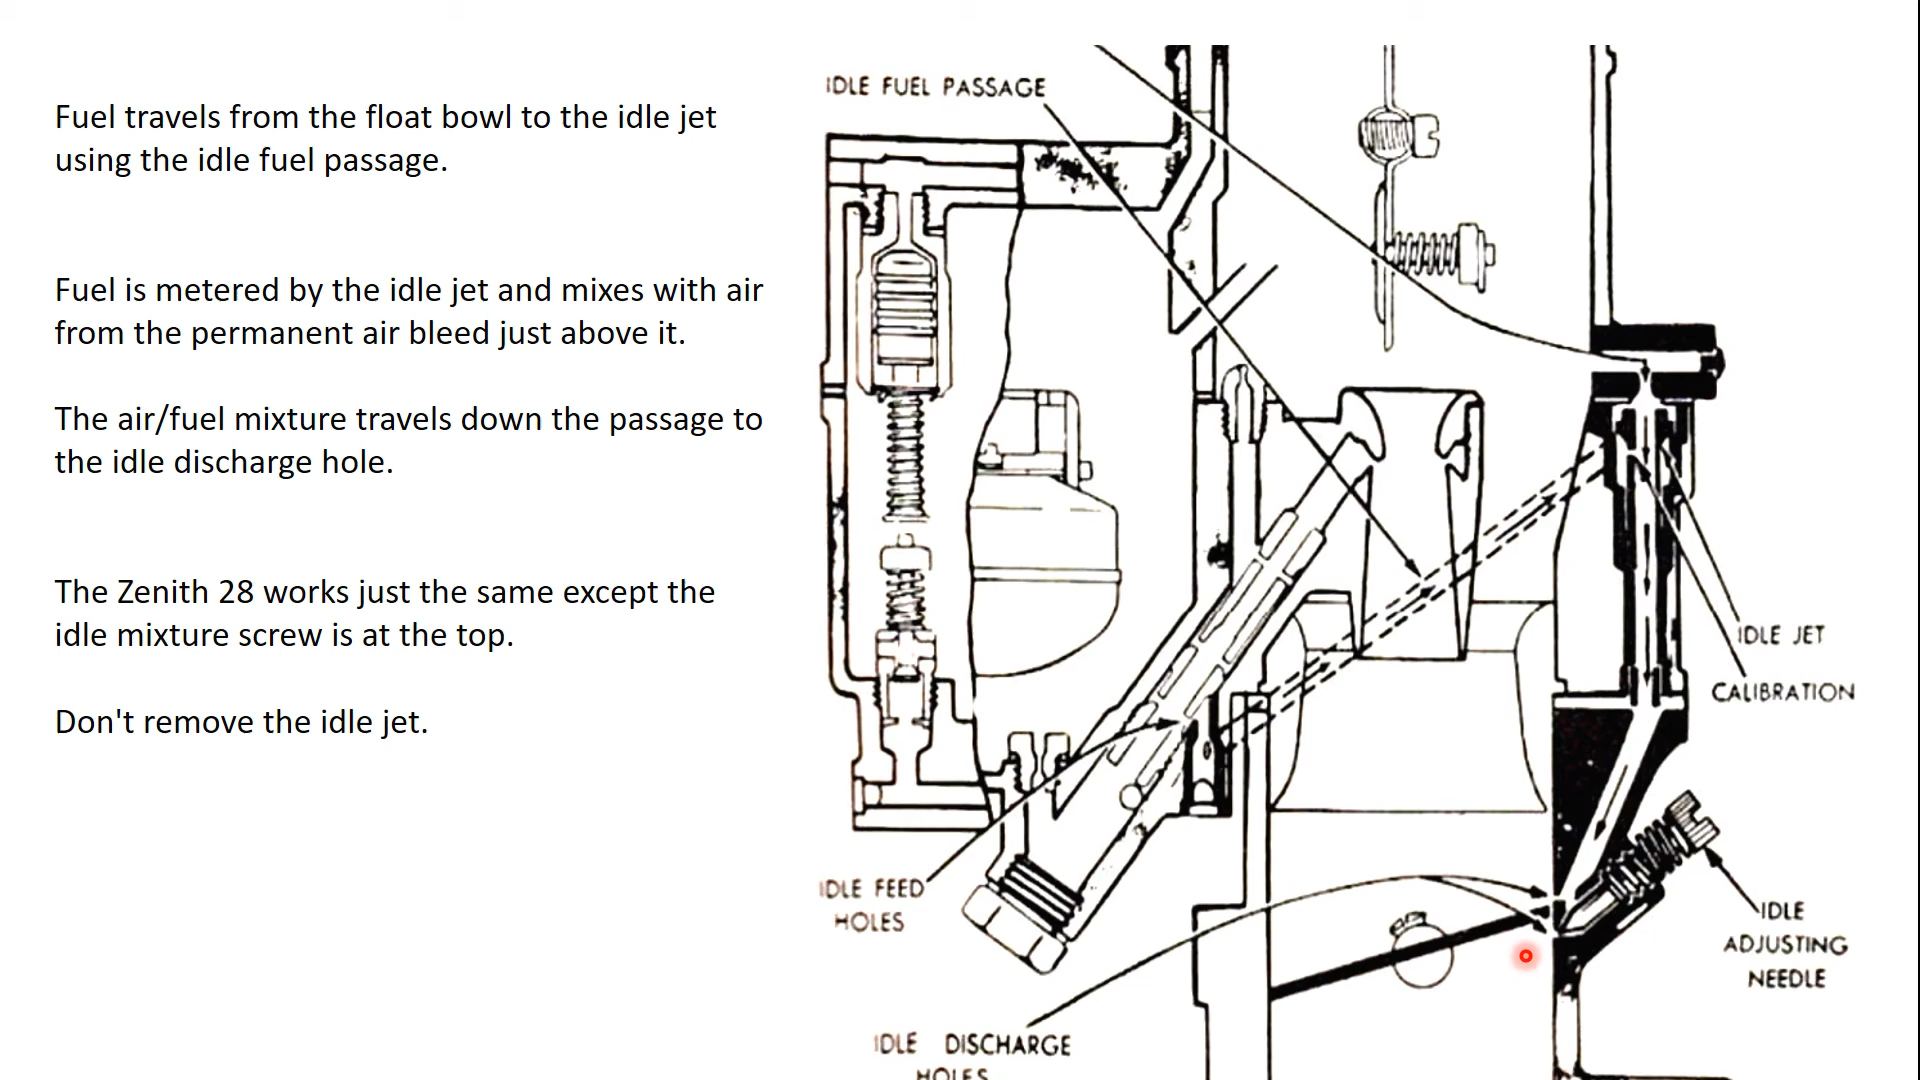 Fuel travels from the float bowl to the idle jet
using the idle fuel passage.
Fuel is metered by the idle jet and mixes with air
from the permanent air bleed just above it.
The air/fuel mixture travels down the passage to
the idle discharge hole.
The Zenith 28 works just the same except the
idle mixture screw is at the top.
Don't remove the idle jet.
IDLE FUEL PASSAGE
IDLE JET
CALIBRATION
IDLE FEED
HOLES
IDLE
ADJUSTING
NEEDLE
IDLE DISCHARGE
HOLES